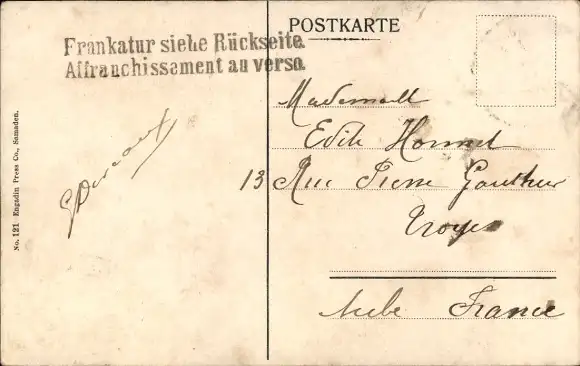 POSTKARTE
Frankatur siehe Rückseite.
Affranchissement au verso.
Mademoiselle
Edith
13 Rue Pierre Gauthier
Troyes
Aube France
No. 121 Engadin Press Co., Samaden.